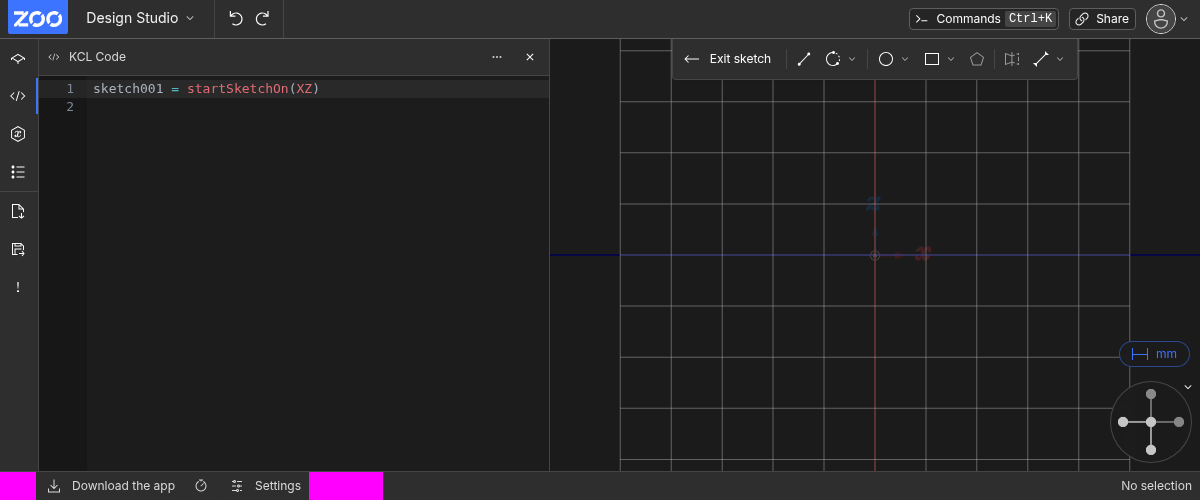 ZOO
Design Studio
Commands Ctrl+K
Share
KCL Code
Exit sketch
1 sketch001 = startSketchOn(XZ)
2
mm
Download the app
Settings
No selection